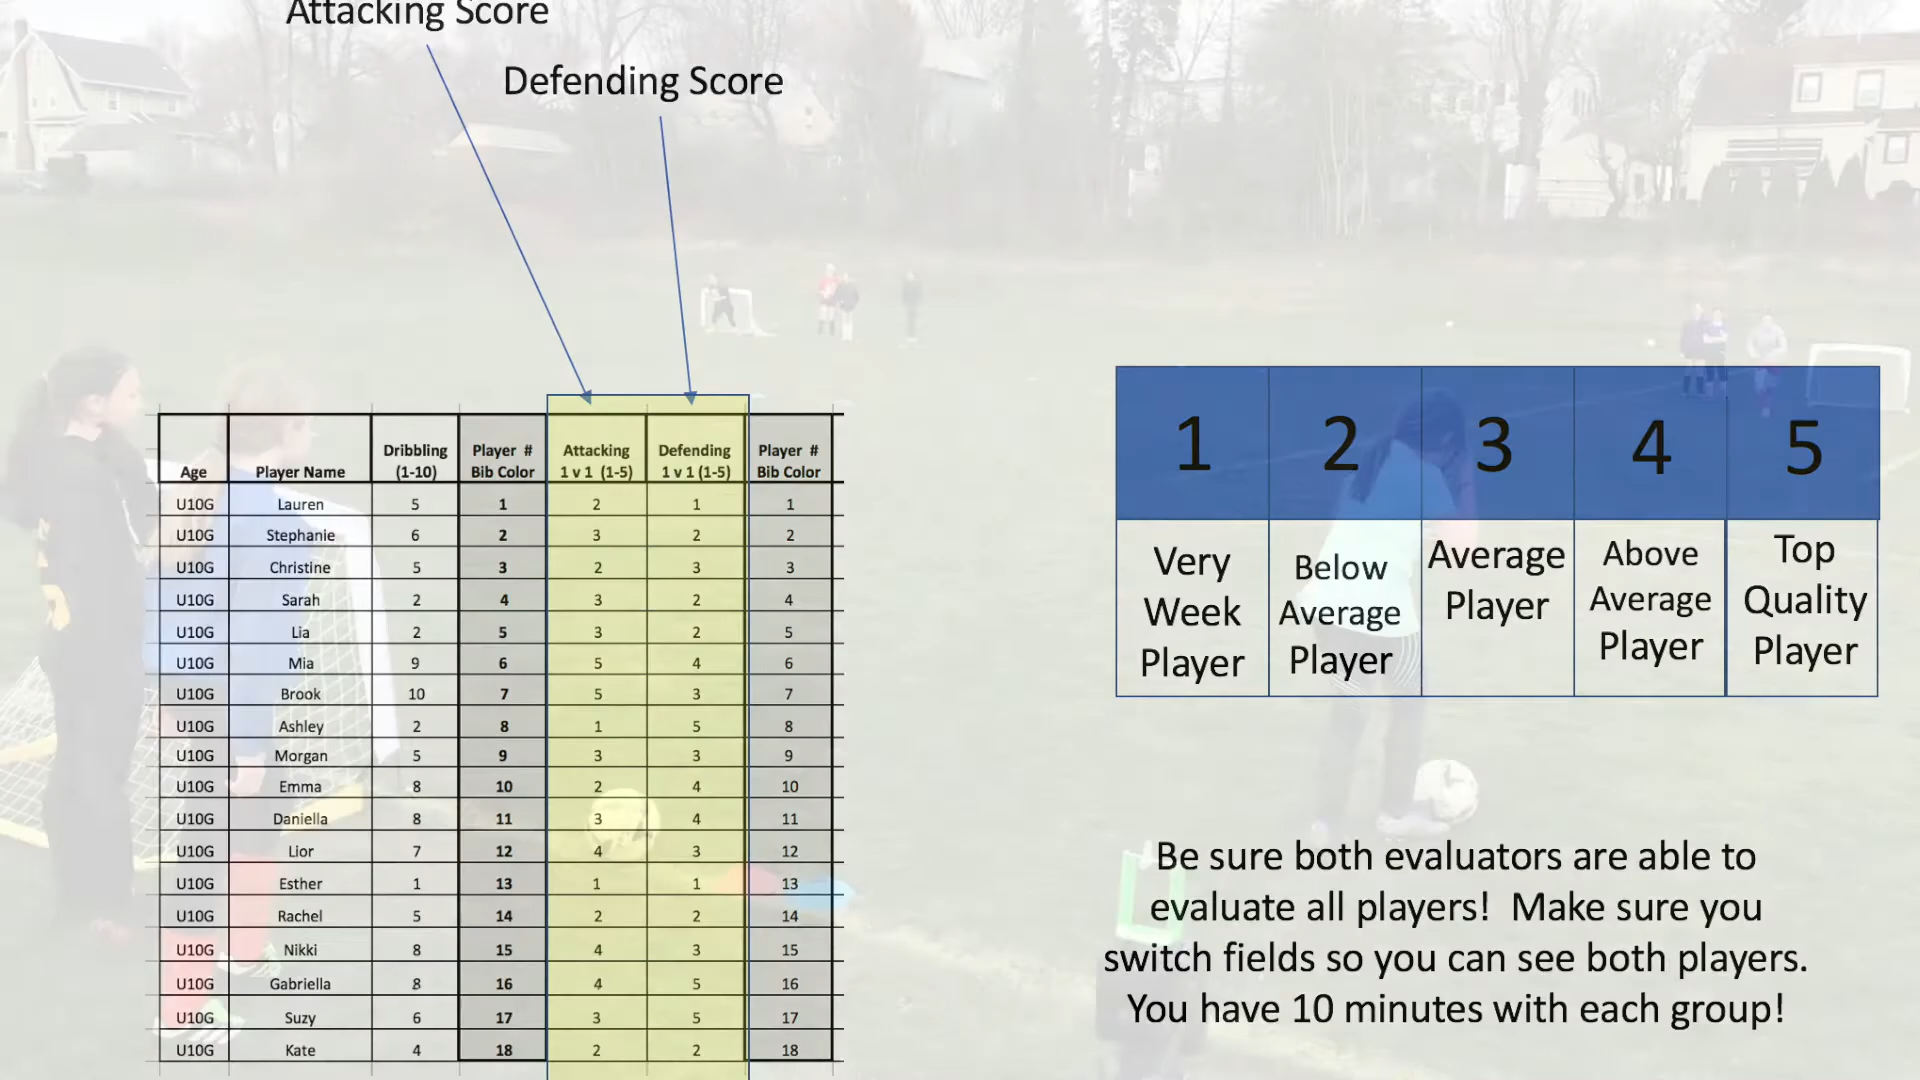 Attacking Score
Defending Score
Age Player Name Dribbling (1-10) Player # Bib Color Attacking 1 v 1 (1-5) Defending 1 v 1 (1-5) Player # Bib Color
U10G Lauren 5 1 2 1 1
U10G Stephanie 6 2 3 2 2
U10G Christine 5 3 2 3 3
U10G Sarah 2 4 3 2 4
U10G Lia 2 5 3 2 5
U10G Mia 9 6 5 4 6
U10G Brook 10 7 5 3 7
U10G Ashley 2 8 1 5 8
U10G Morgan 5 9 3 3 9
U10G Emma 8 10 2 4 10
U10G Daniella 8 11 3 4 11
U10G Lior 7 12 4 3 12
U10G Esther 1 13 1 1 13
U10G Rachel 5 14 2 2 14
U10G Nikki 8 15 4 3 15
U10G Gabriella 8 16 4 5 16
U10G Suzy 6 17 3 5 17
U10G Kate 4 18 2 2 18
1 2 3 4 5
Very Week Player
Below Average Player
Average Player
Above Average Player
Top Quality Player
Be sure both evaluators are able to
evaluate all players! Make sure you
switch fields so you can see both players.
You have 10 minutes with each group!